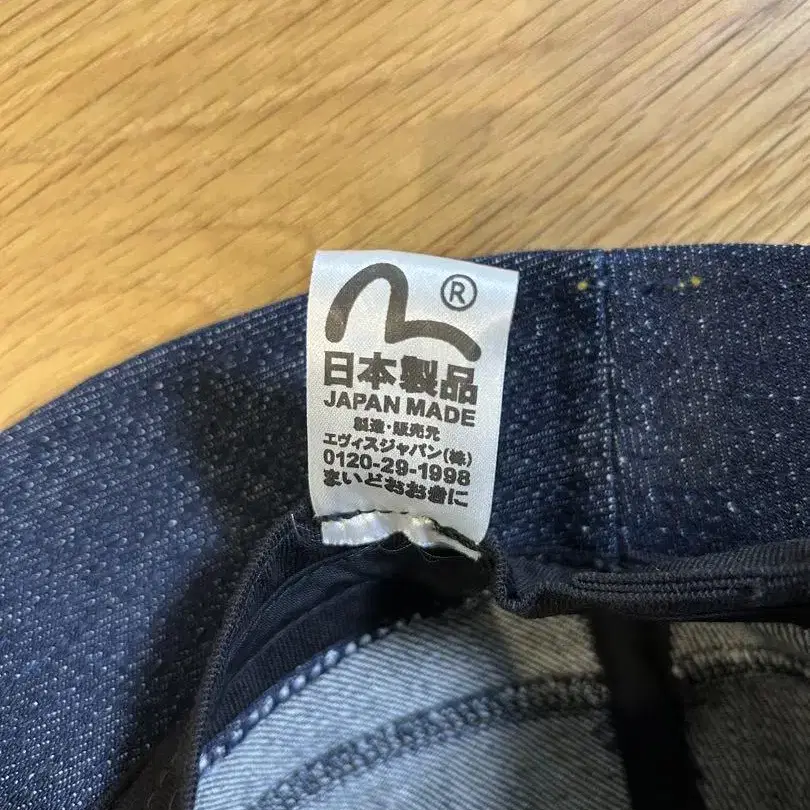 ®
日本製品
JAPAN MADE
製造・販売元
エヴィスジャパン(株)
0120-29-1998
まいどおおきに